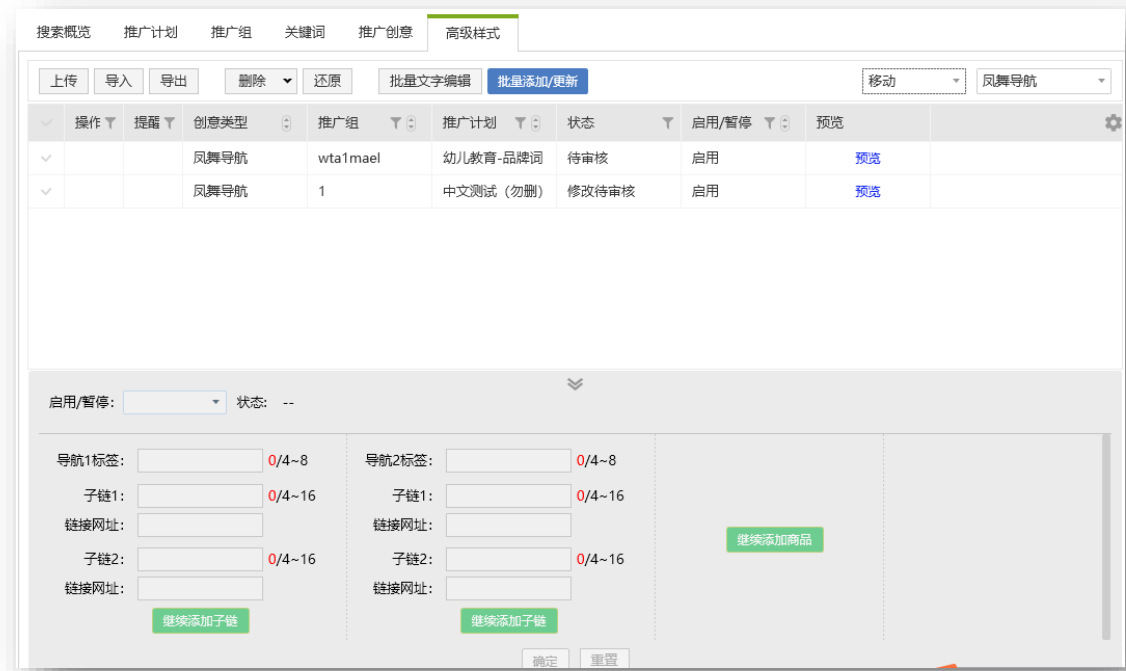 搜索概览 推广计划 推广组 关键词 推广创意 高级样式
上传 导入 导出 删除 还原 批量文字编辑 批量添加/更新 移动 凤舞导航
操作 提醒 创意类型 推广组 推广计划 状态 启用/暂停 预览
凤舞导航 wta1mael 幼儿教育-品牌词 待审核 启用 预览
凤舞导航 1 中文测试（勿删） 修改待审核 启用 预览
启用/暂停: 状态: --
导航1标签: 0/4~8 导航2标签: 0/4~8
子链1: 0/4~16 子链1: 0/4~16
链接网址: 链接网址:
继续添加商品
子链2: 0/4~16 子链2: 0/4~16
链接网址: 链接网址:
继续添加子链 继续添加子链
确定 重置